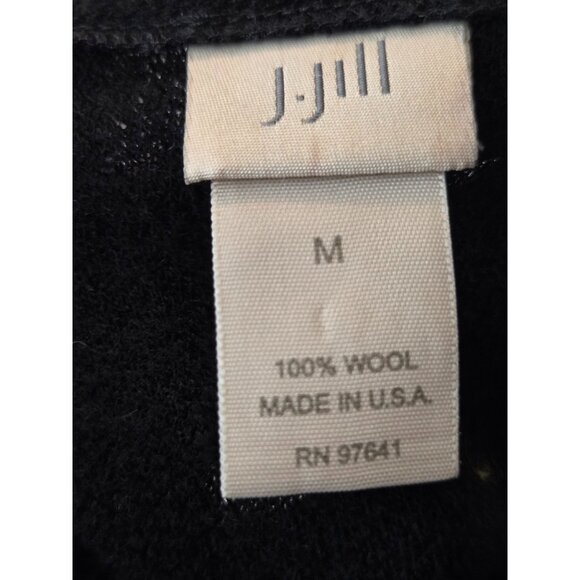 J.Jill
M
100% WOOL
MADE IN U.S.A.
RN 97641